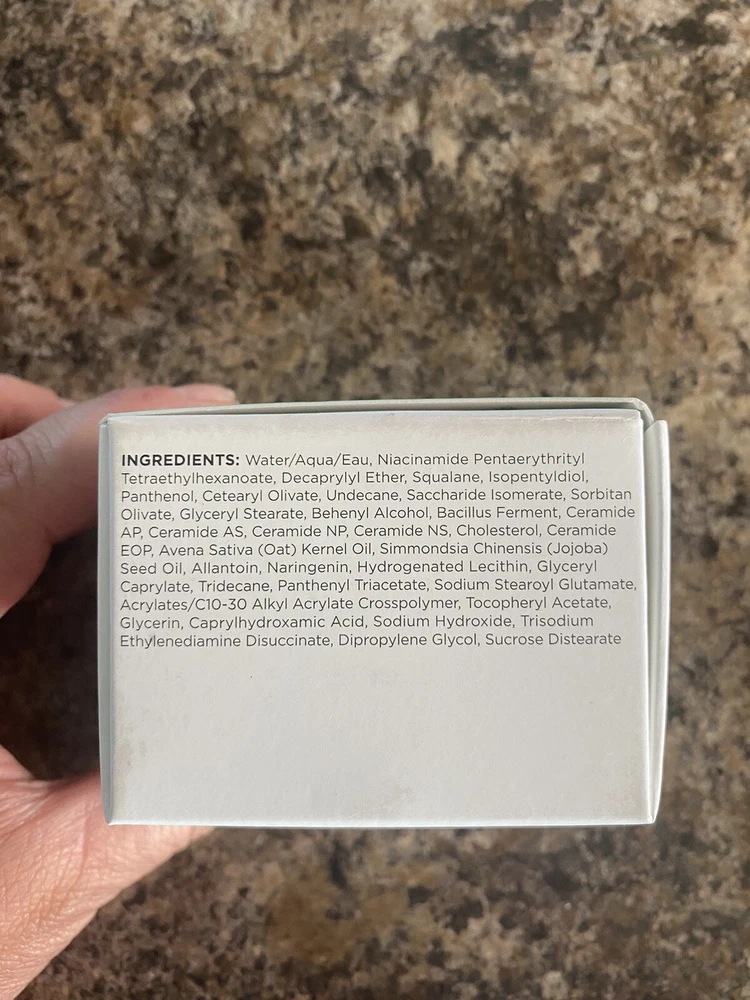 INGREDIENTS: Water/Aqua/Eau, Niacinamide Pentaerythrityl
Tetraethylhexanoate, Decaprylyl Ether, Squalane, Isopentyldiol,
Panthenol, Cetearyl Olivate, Undecane, Saccharide Isomerate, Sorbitan
Olivate, Glyceryl Stearate, Behenyl Alcohol, Bacillus Ferment, Ceramide
AP, Ceramide AS, Ceramide NP, Ceramide NS, Cholesterol, Ceramide
EOP, Avena Sativa (Oat) Kernel Oil, Simmondsia Chinensis (Jojoba)
Seed Oil, Allantoin, Naringenin, Hydrogenated Lecithin, Glyceryl
Caprylate, Tridecane, Panthenyl Triacetate, Sodium Stearoyl Glutamate,
Acrylates/C10-30 Alkyl Acrylate Crosspolymer, Tocopheryl Acetate,
Glycerin, Caprylhydroxamic Acid, Sodium Hydroxide, Trisodium
Ethylenediamine Disuccinate, Dipropylene Glycol, Sucrose Distearate